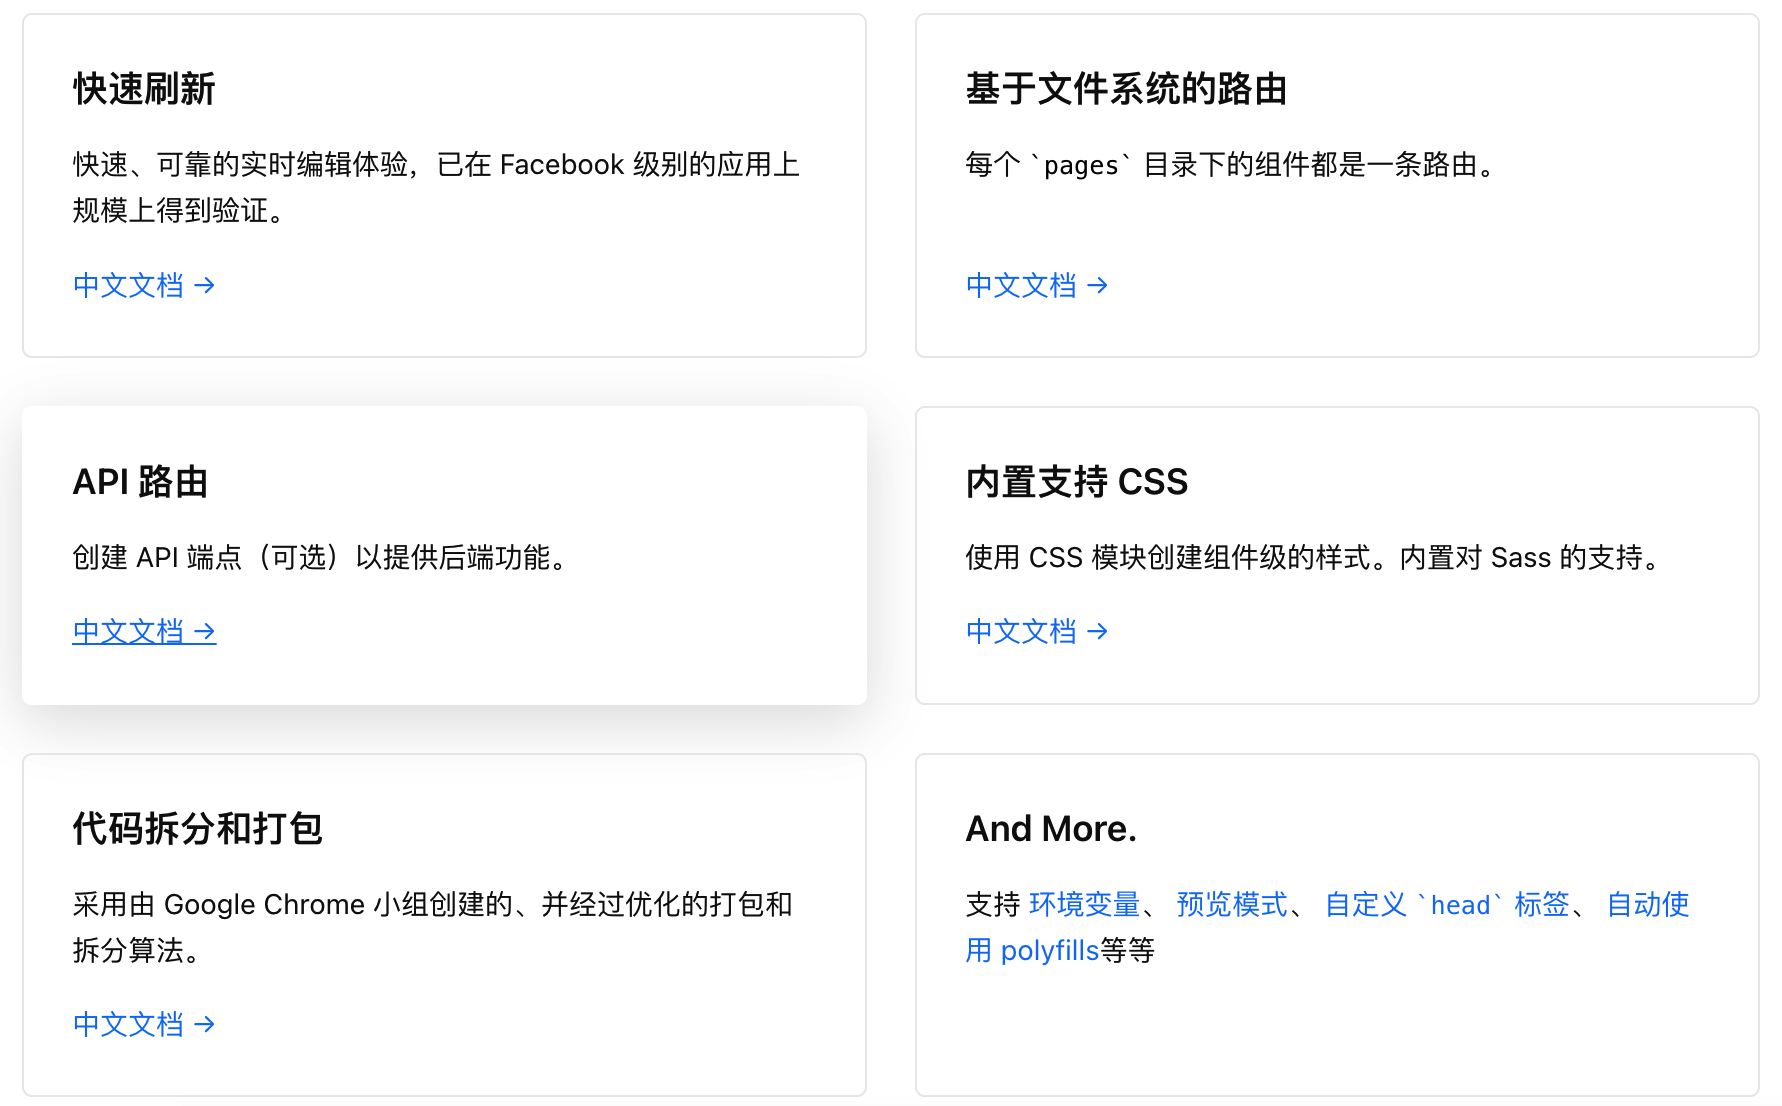 快速刷新
快速、可靠的实时编辑体验，已在 Facebook 级别的应用上
规模上得到验证。
中文文档 →
基于文件系统的路由
每个 `pages` 目录下的组件都是一条路由。
中文文档 →
API 路由
创建 API 端点（可选）以提供后端功能。
中文文档 →
内置支持 CSS
使用 CSS 模块创建组件级的样式。内置对 Sass 的支持。
中文文档 →
代码拆分和打包
采用由 Google Chrome 小组创建的、并经过优化的打包和
拆分算法。
中文文档 →
And More.
支持 环境变量、 预览模式、 自定义 `head` 标签、 自动使
用 polyfills等等